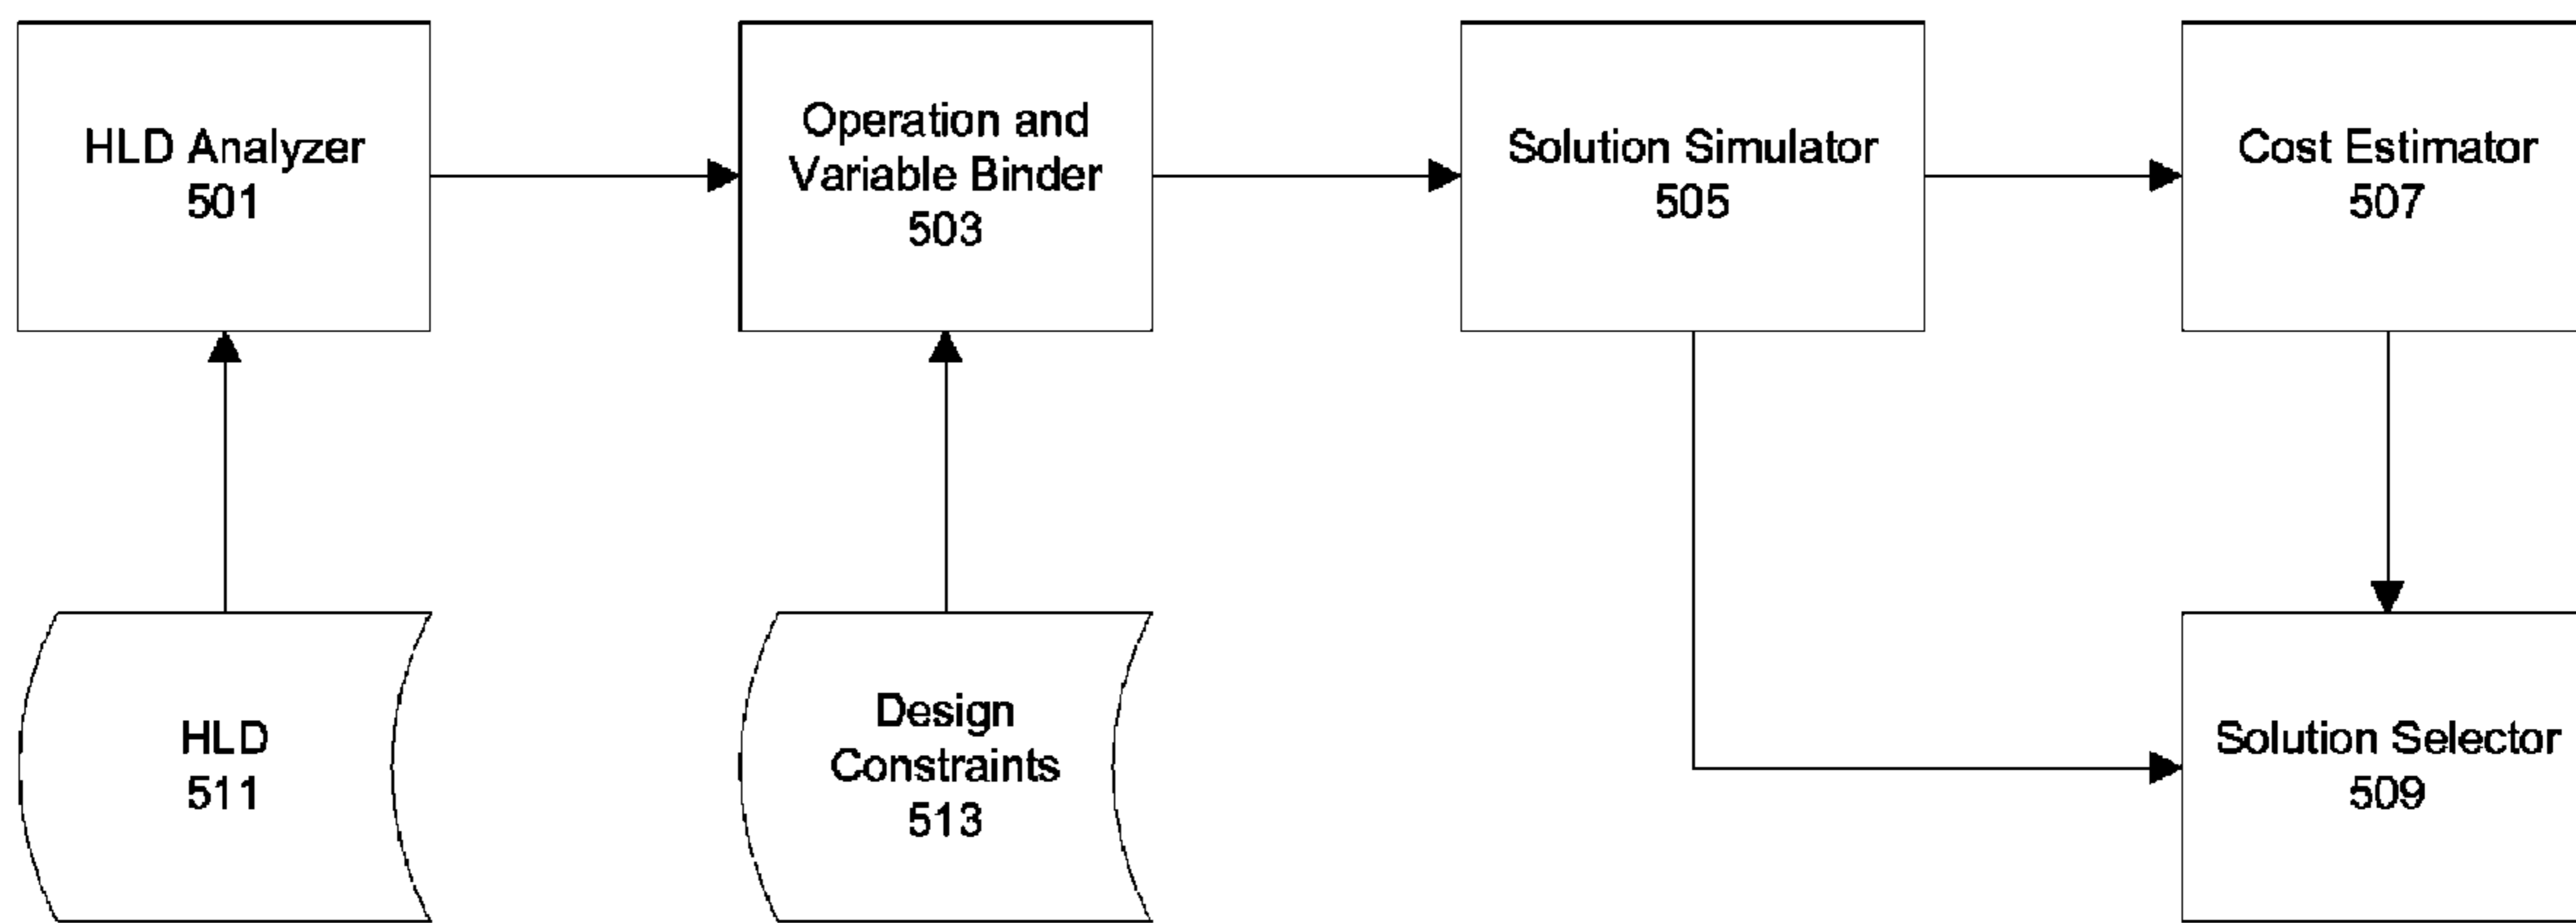 HLD Analyzer
501
Operation and
Variable Binder
503
Solution Simulator
505
Cost Estimator
507
HLD
511
Design
Constraints
513
Solution Selector
509